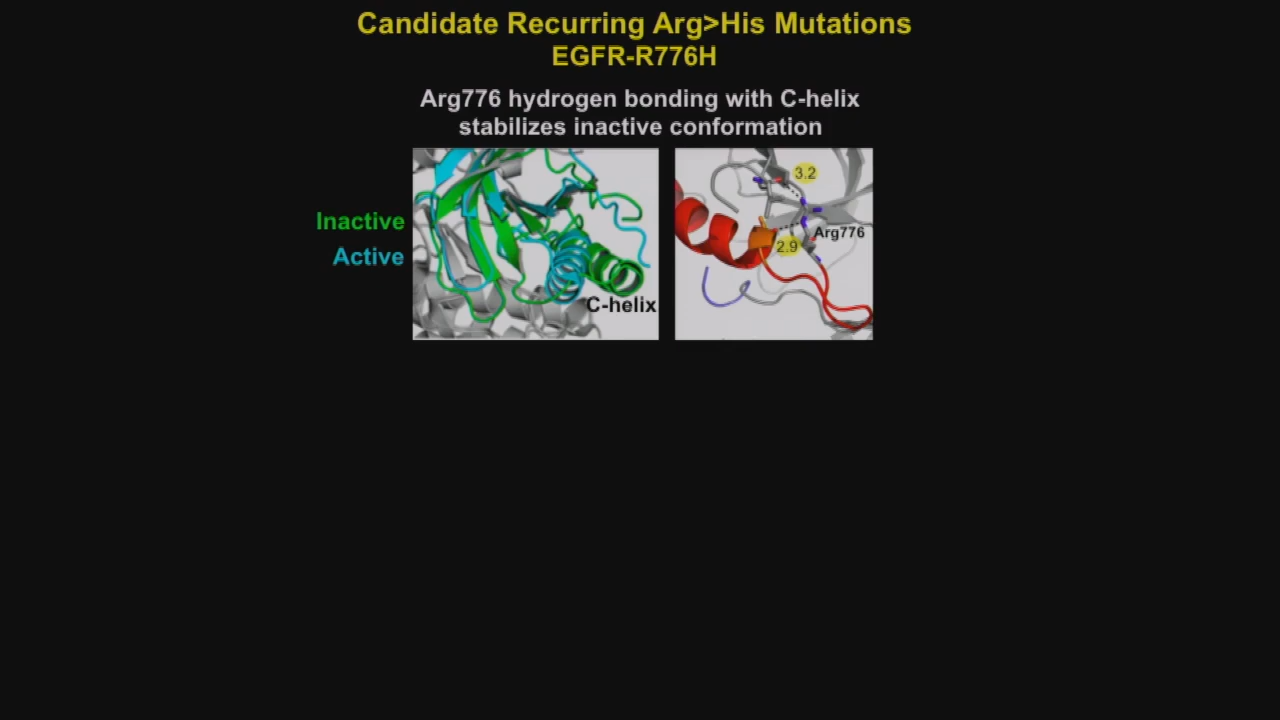 Candidate Recurring Arg>His Mutations
EGFR-R776H
Arg776 hydrogen bonding with C-helix
stabilizes inactive conformation
Inactive
Active
C-helix
3.2
Arg776
2.9